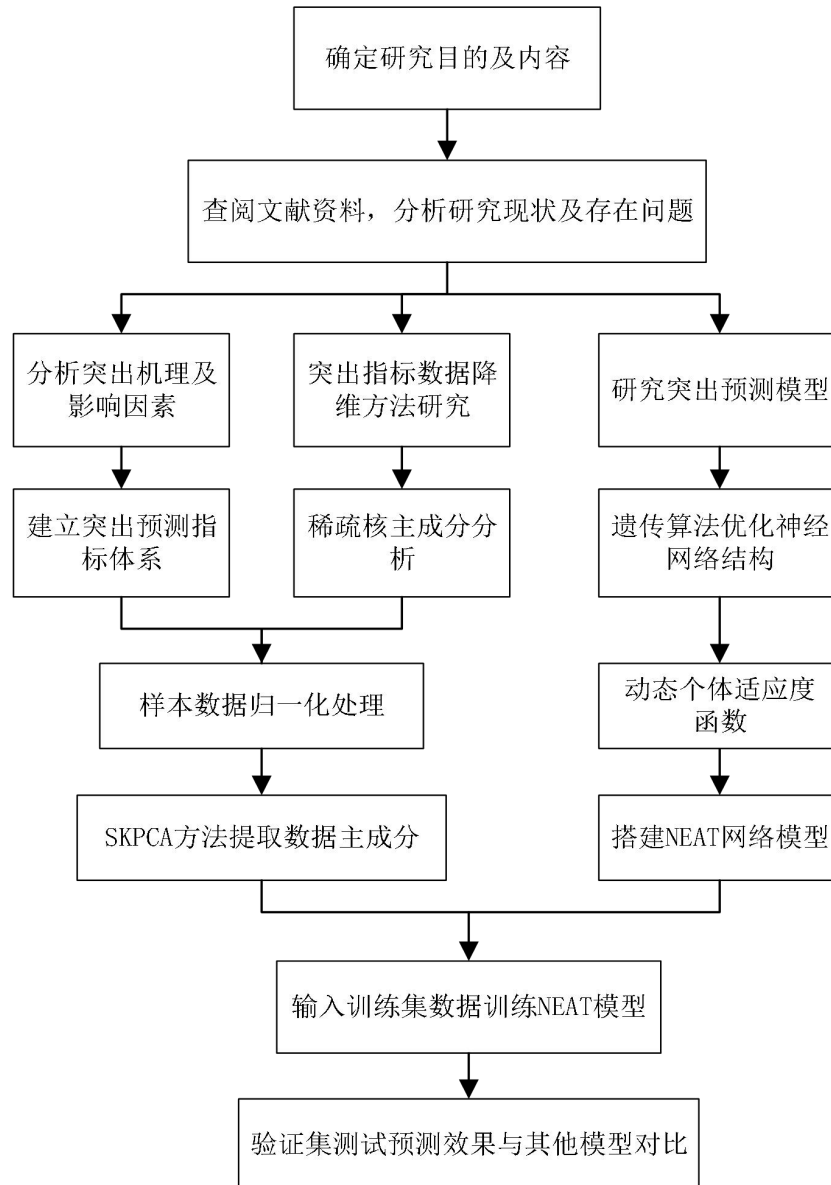 确定研究目的及内容
查阅文献资料，分析研究现状及存在问题
分析突出机理及
影响因素
突出指标数据降
维方法研究
研究突出预测模型
建立突出预测指
标体系
稀疏核主成分分
析
遗传算法优化神经
网络结构
样本数据归一化处理
动态个体适应度
函数
SKPCA方法提取数据主成分
搭建NEAT网络模型
输入训练集数据训练NEAT模型
验证集测试预测效果与其他模型对比